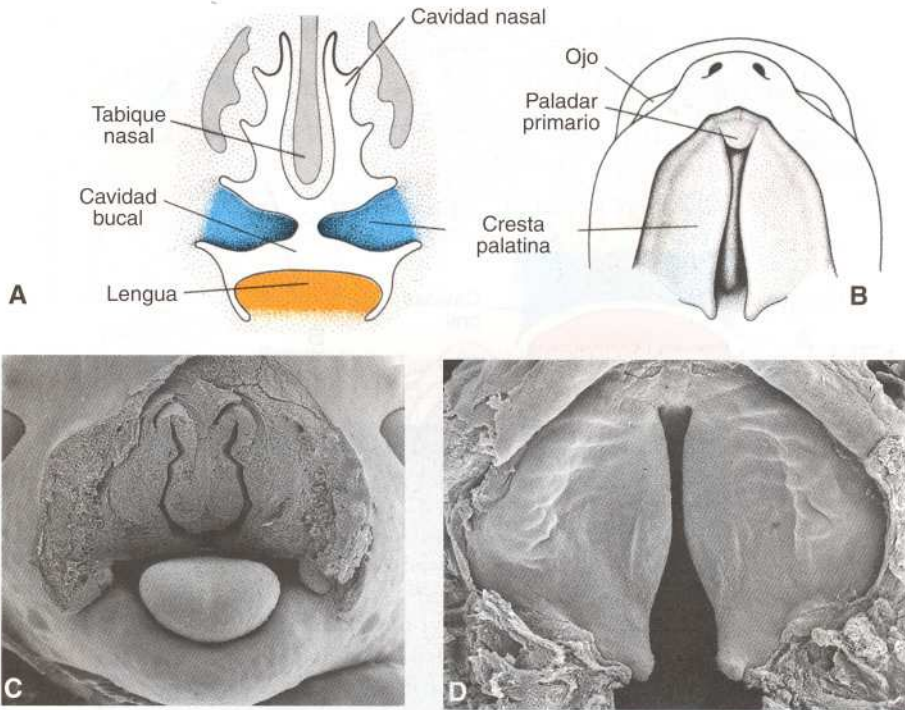 Cavidad nasal
Tabique
nasal
Cavidad
bucal
Lengua
A
Ojo
Paladar
primario
Cresta
palatina
B
C
D